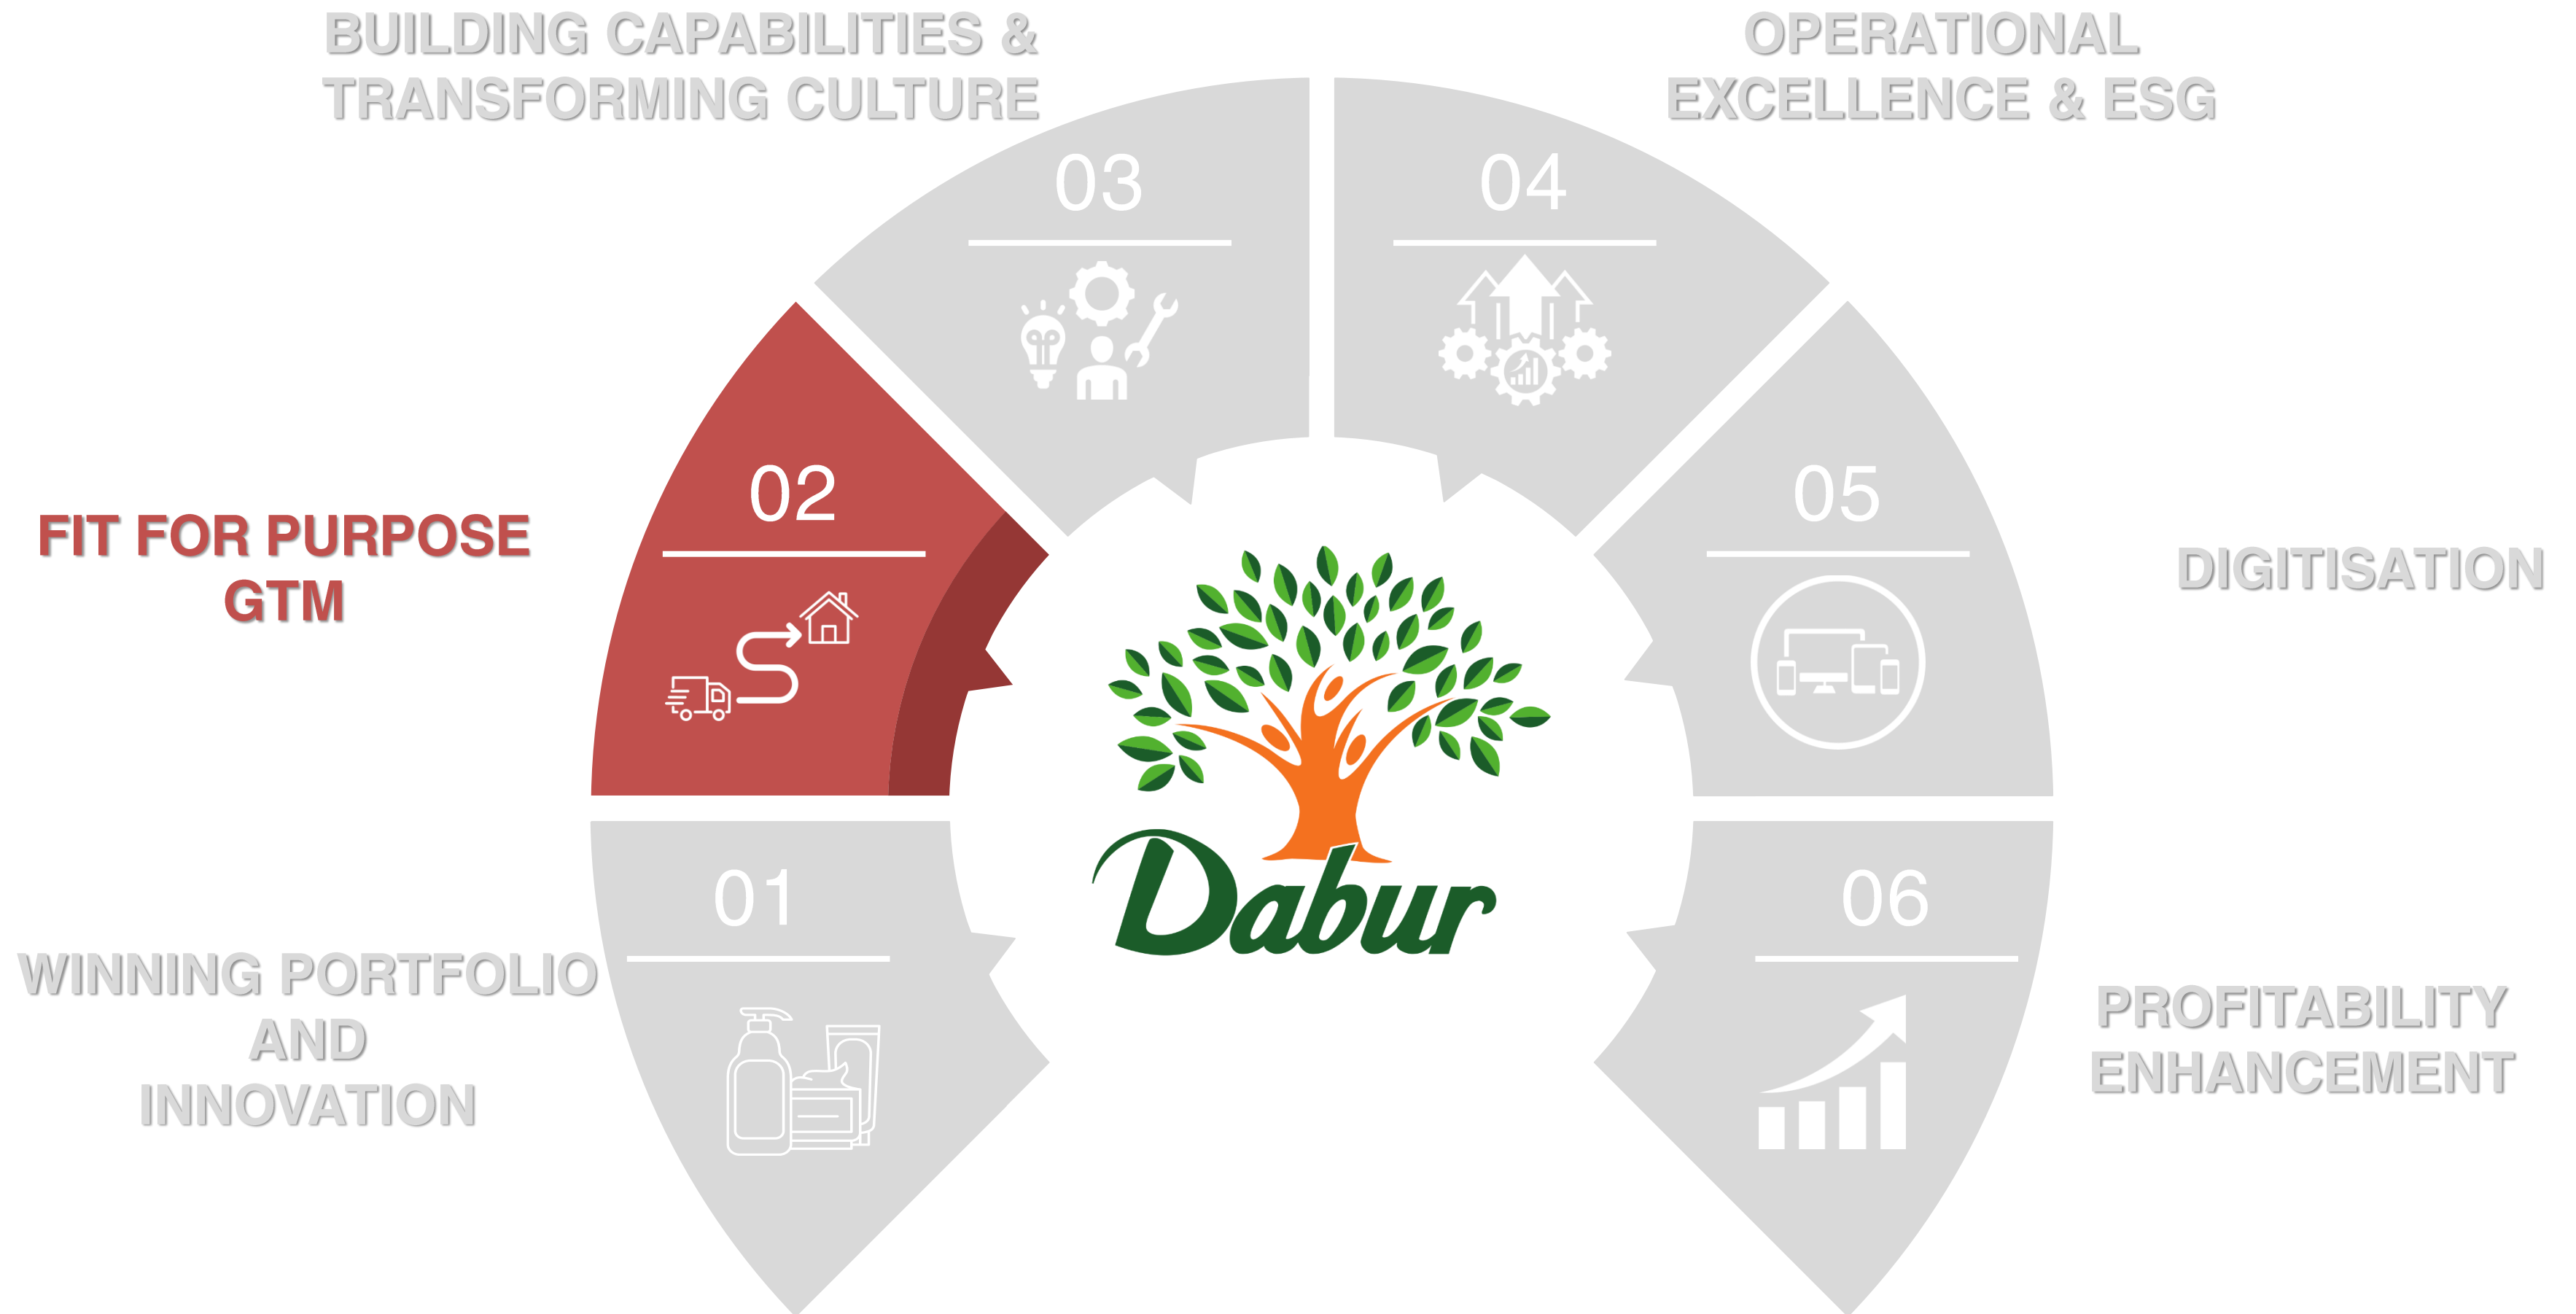 BUILDING CAPABILITIES &
TRANSFORMING CULTURE
OPERATIONAL
EXCELLENCE & ESG
03
04
02
05
FIT FOR PURPOSE
GTM
DIGITISATION
Dabur
01
06
WINNING PORTFOLIO
AND
INNOVATION
PROFITABILITY
ENHANCEMENT